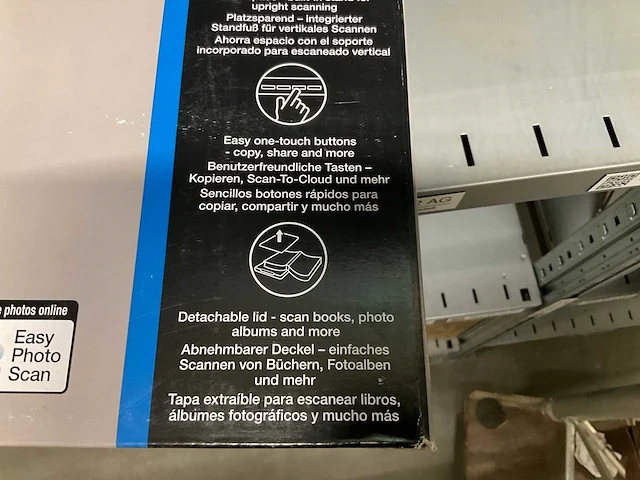 upright scanning
Platzsparend – integrierter
Standfuß für vertikales Scannen
Ahorra espacio con el soporte
incorporado para escaneado vertical
Easy one-touch buttons
- copy, share and more
Benutzerfreundliche Tasten –
Kopieren, Scan-To-Cloud und mehr
Sencillos botones rápidos para
copiar, compartir y mucho más
Detachable lid - scan books, photo
albums and more
Abnehmbarer Deckel – einfaches
Scannen von Büchern, Fotoalben
und mehr
Tapa extraíble para escanear libros,
álbumes fotográficos y mucho más
photos online
Easy
Photo
Scan
AG